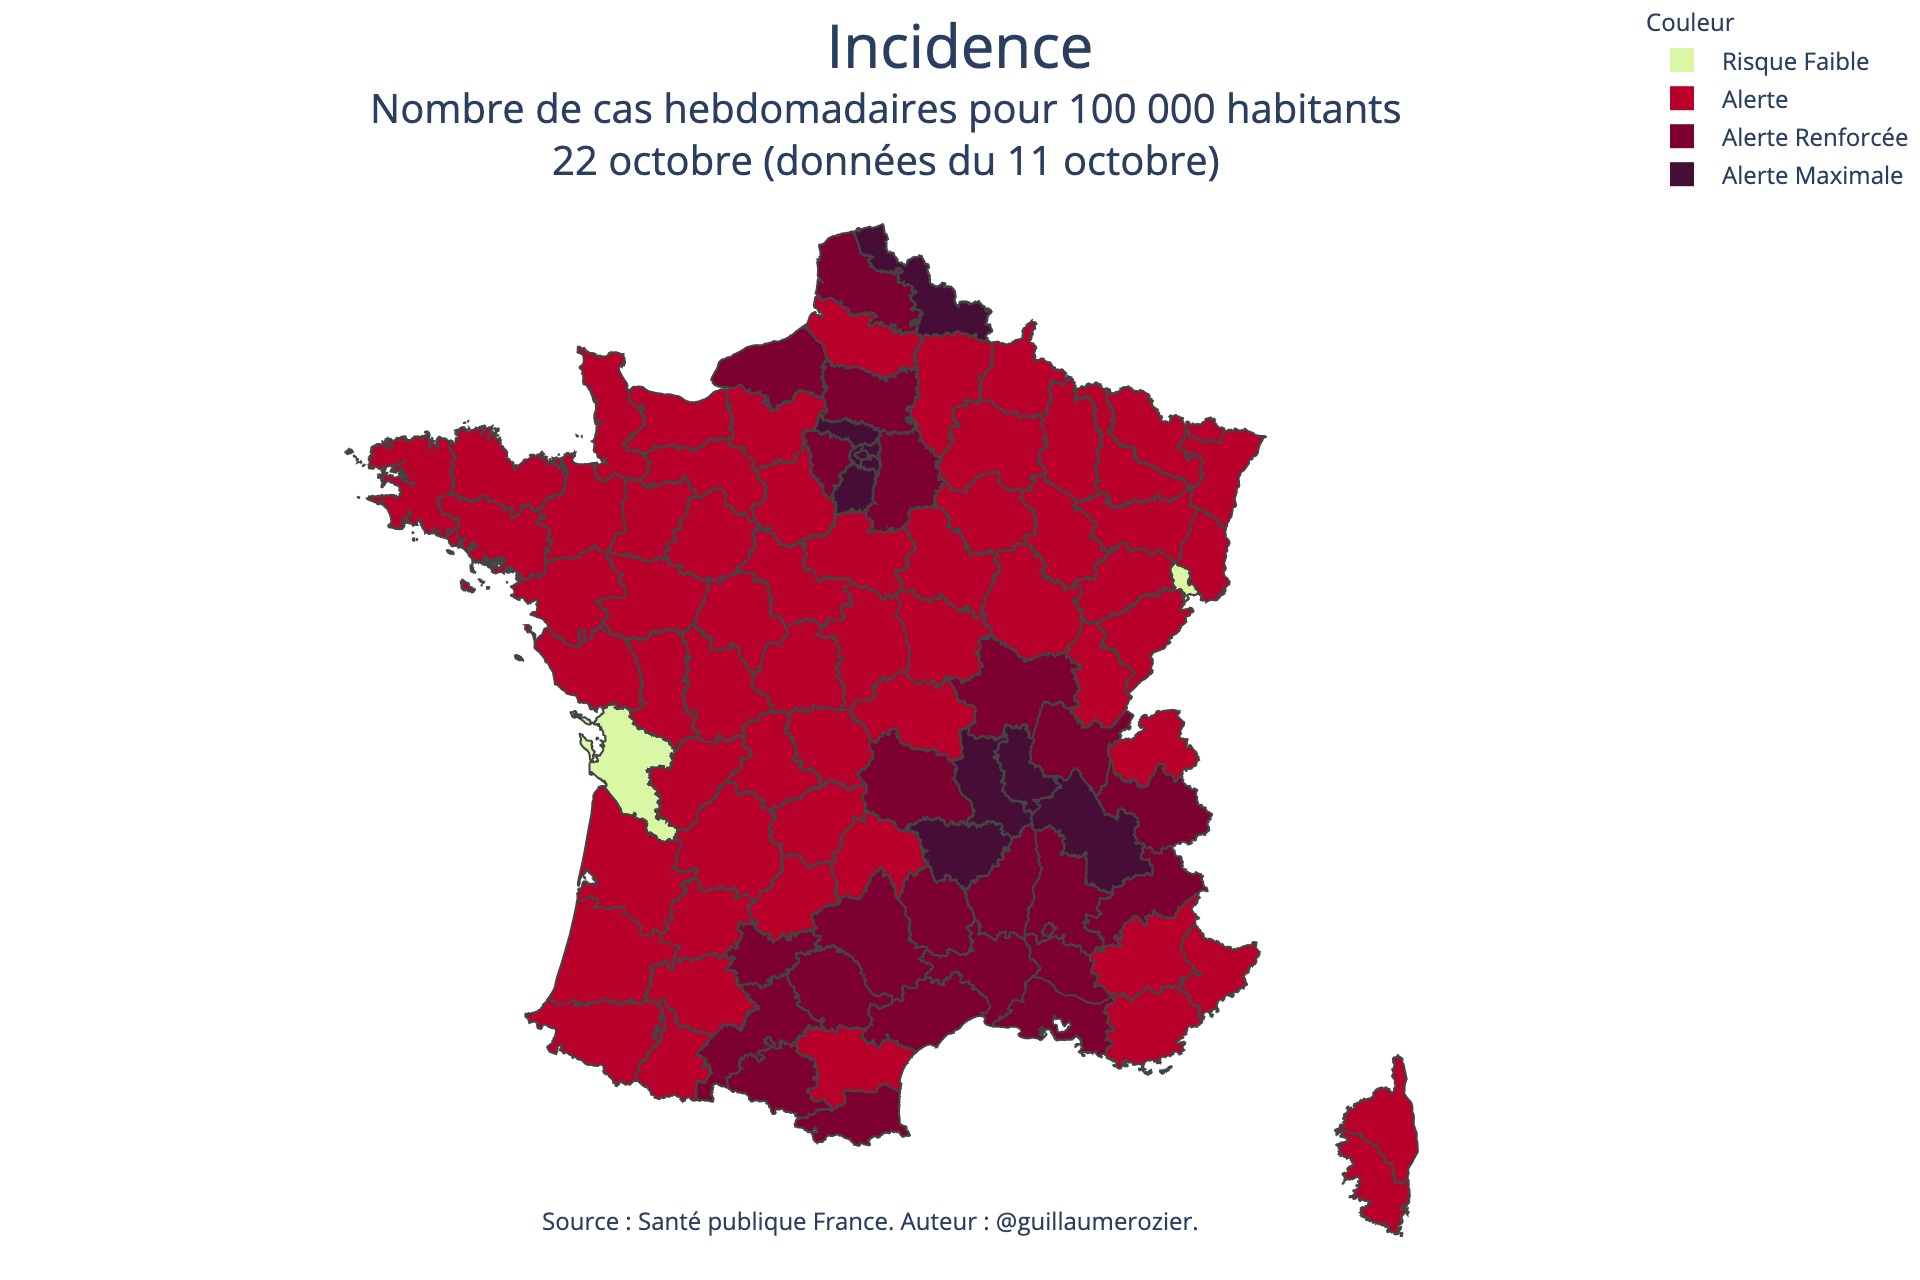 Incidence
Nombre de cas hebdomadaires pour 100 000 habitants
22 octobre (données du 11 octobre)
Couleur
Risque Faible
Alerte
Alerte Renforcée
Alerte Maximale
Source : Santé publique France. Auteur : @guillaumerozier.